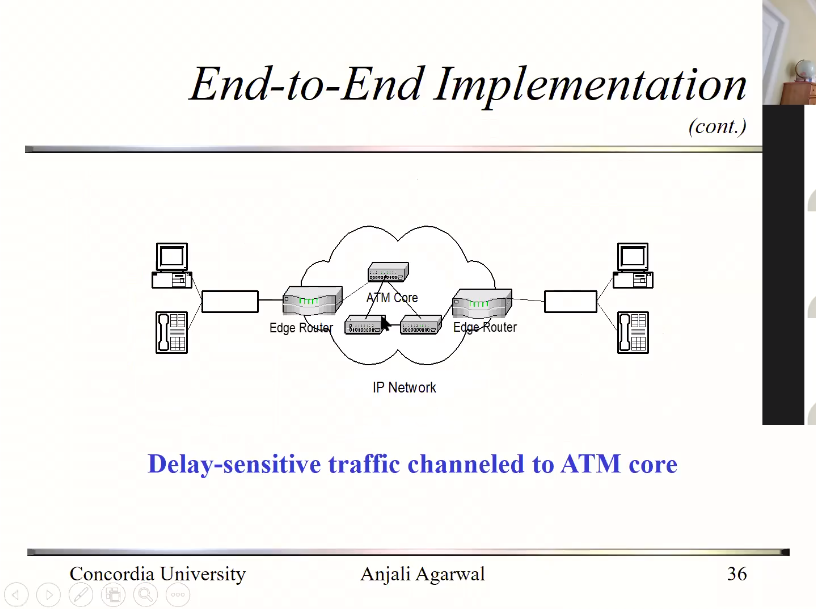 End-to-End Implementation
(cont.)
ATM Core
Edge Router
Edge Router
IP Network
Delay-sensitive traffic channeled to ATM core
Concordia University
Anjali Agarwal
36